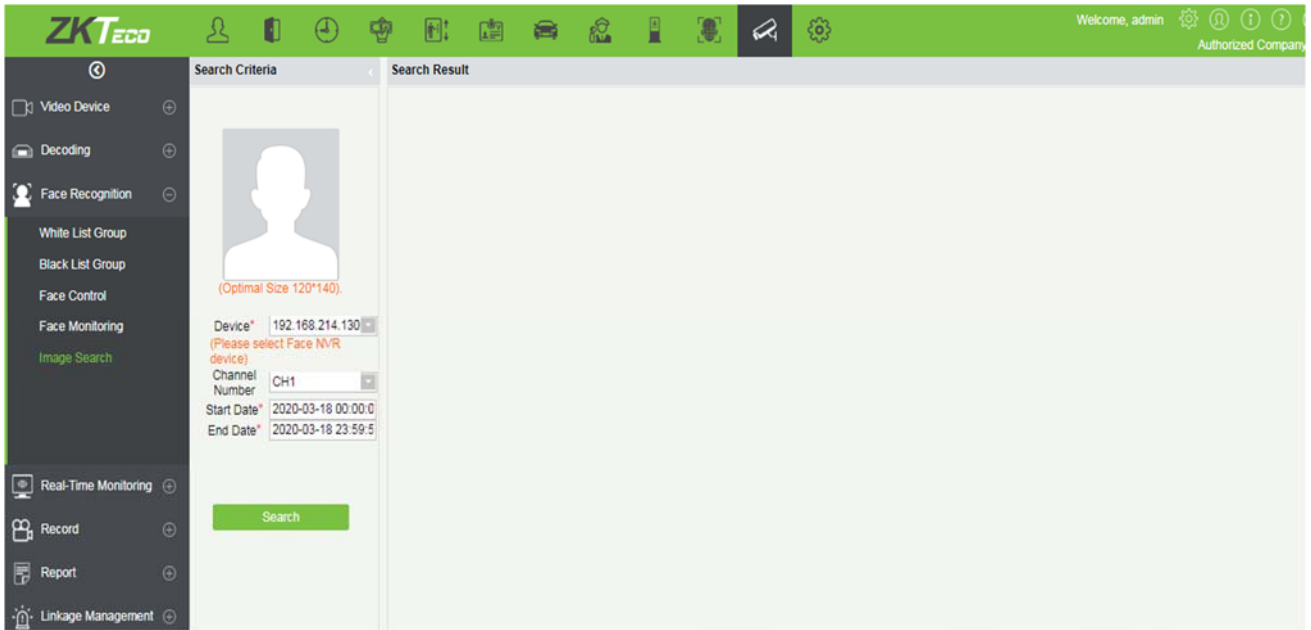 ZKTECO
Welcome, admin
Authorized Company
Search Criteria
Search Result
Video Device
Decoding
Face Recognition
White List Group
Black List Group
Face Control
Face Monitoring
Image Search
Real-Time Monitoring
Record
Report
Linkage Management
(Optimal Size 120*140).
Device* 192.168.214.130
(Please select Face NVR
device)
Channel
Number CH1
Start Date* 2020-03-18 00:00:0
End Date* 2020-03-18 23:59:5
Search